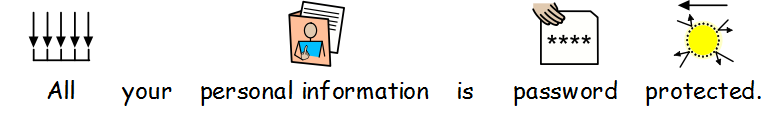 ****
All your personal information is password protected.